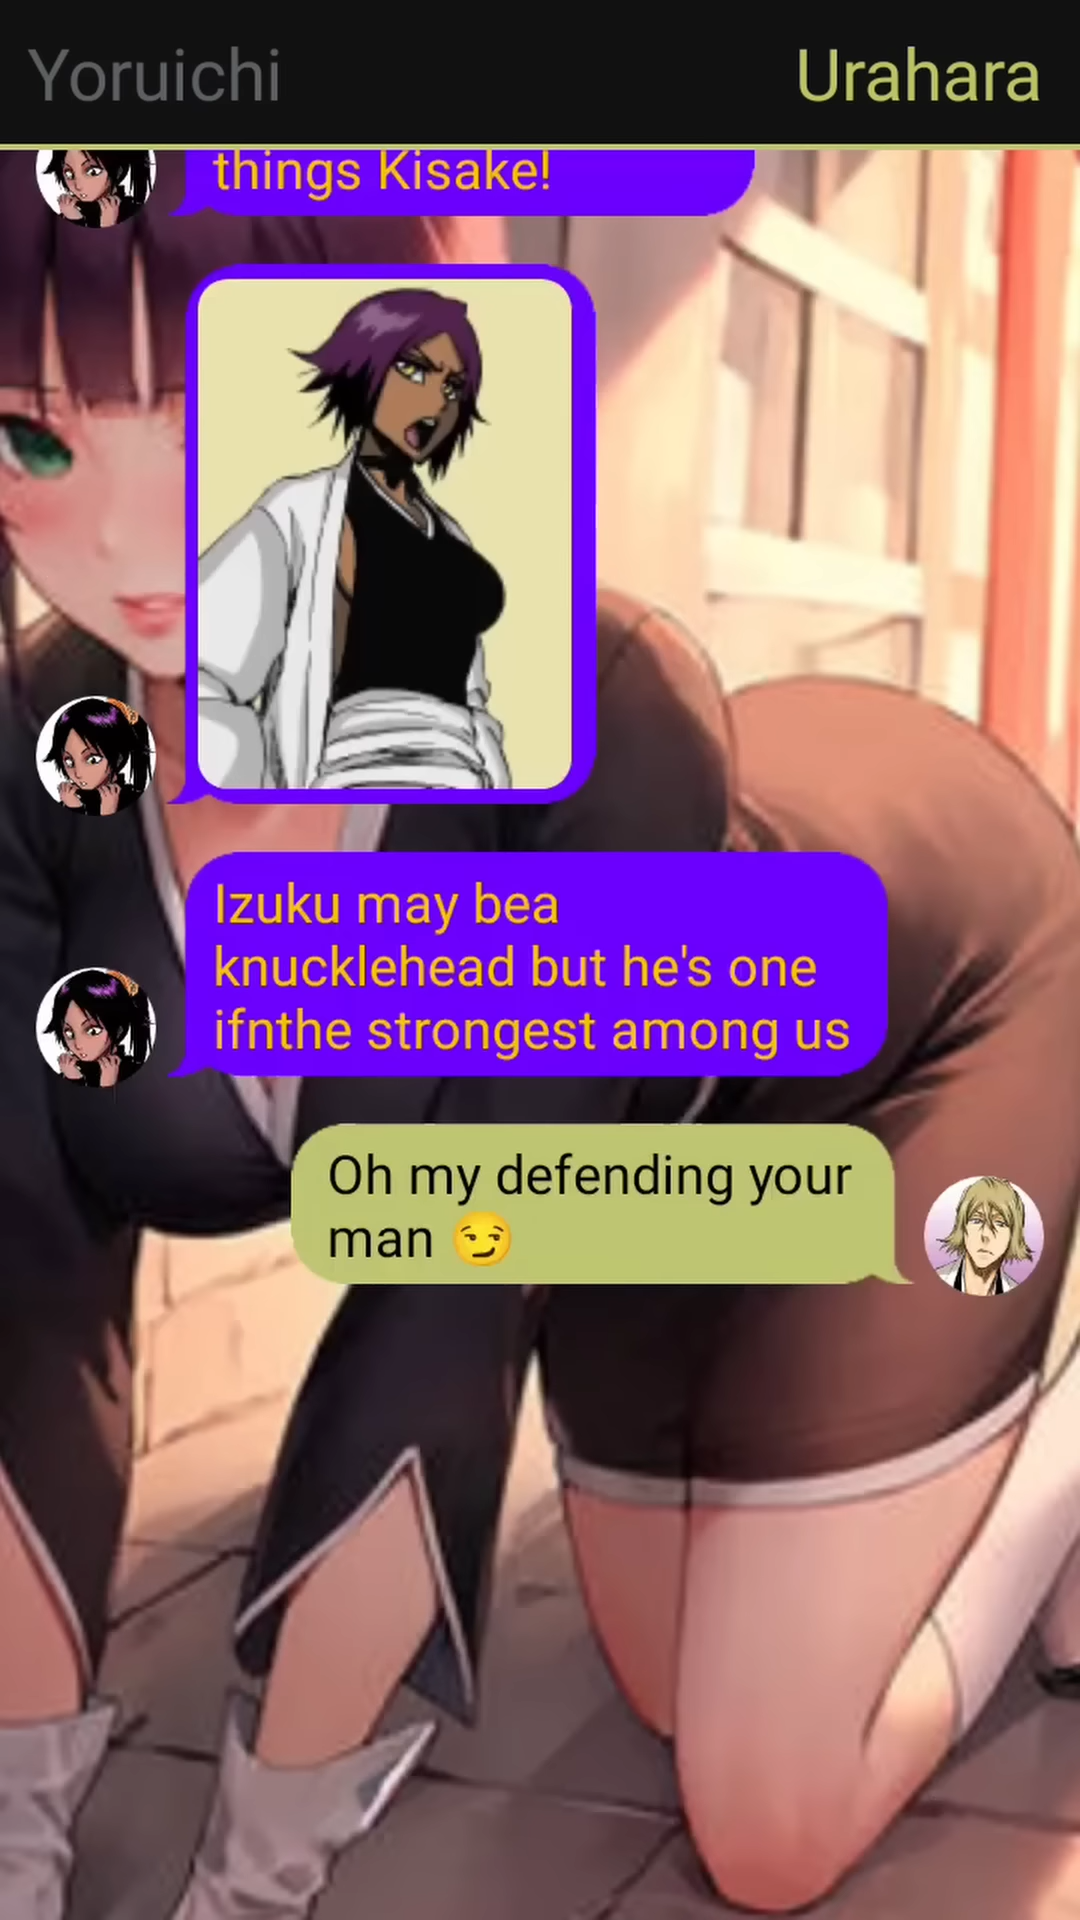 Yoruichi
Urahara
things Kisake!
Izuku may bea
knucklehead but he's one
ifnthe strongest among us
Oh my defending your
man 😏